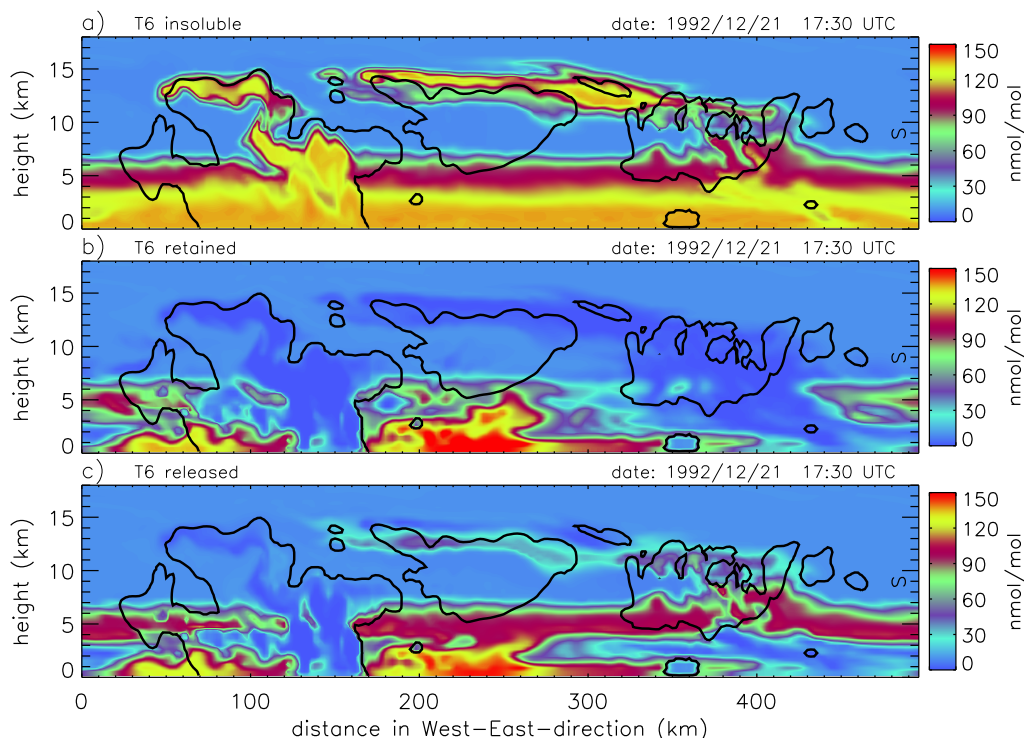 a) T6 insoluble date: 1992/12/21 17:30 UTC
15
10
5
0
height (km)
S
150
120
90
60
30
0
nmol/mol
b) T6 retained date: 1992/12/21 17:30 UTC
15
10
5
0
height (km)
S
150
120
90
60
30
0
nmol/mol
c) T6 released date: 1992/12/21 17:30 UTC
15
10
5
0
height (km)
S
150
120
90
60
30
0
nmol/mol
0 100 200 300 400
distance in West-East-direction (km)